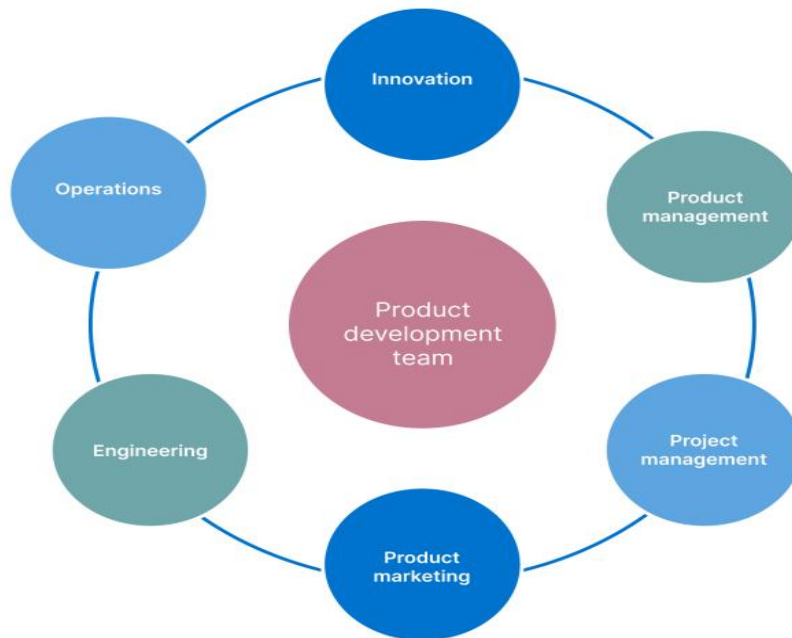 Innovation
Operations
Product
management
Product
development
team
Engineering
Project
management
Product
marketing